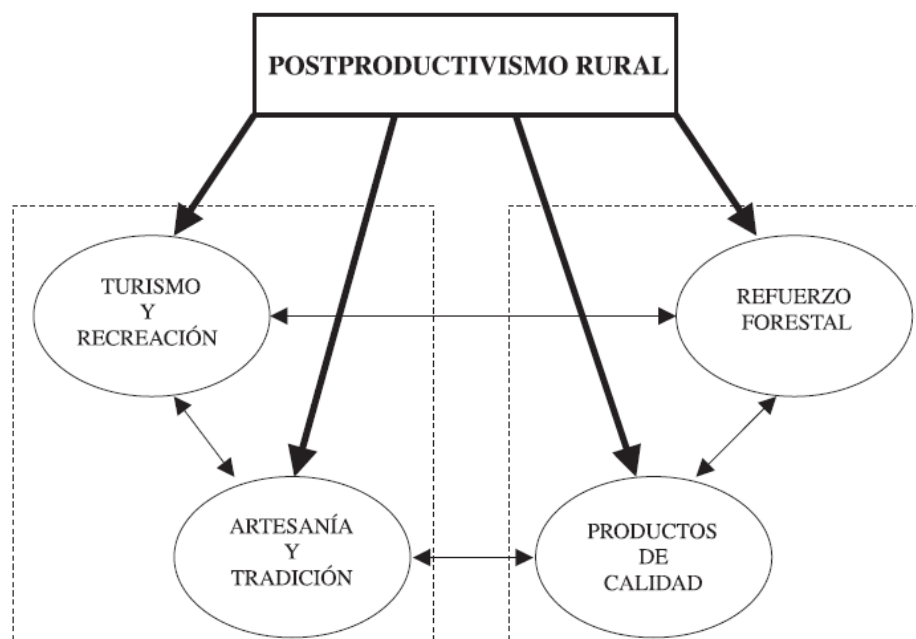 POSTPRODUCTIVISMO RURAL
TURISMO
Y
RECREACIÓN
REFUERZO
FORESTAL
ARTESANÍA
Y
TRADICIÓN
PRODUCTOS
DE
CALIDAD